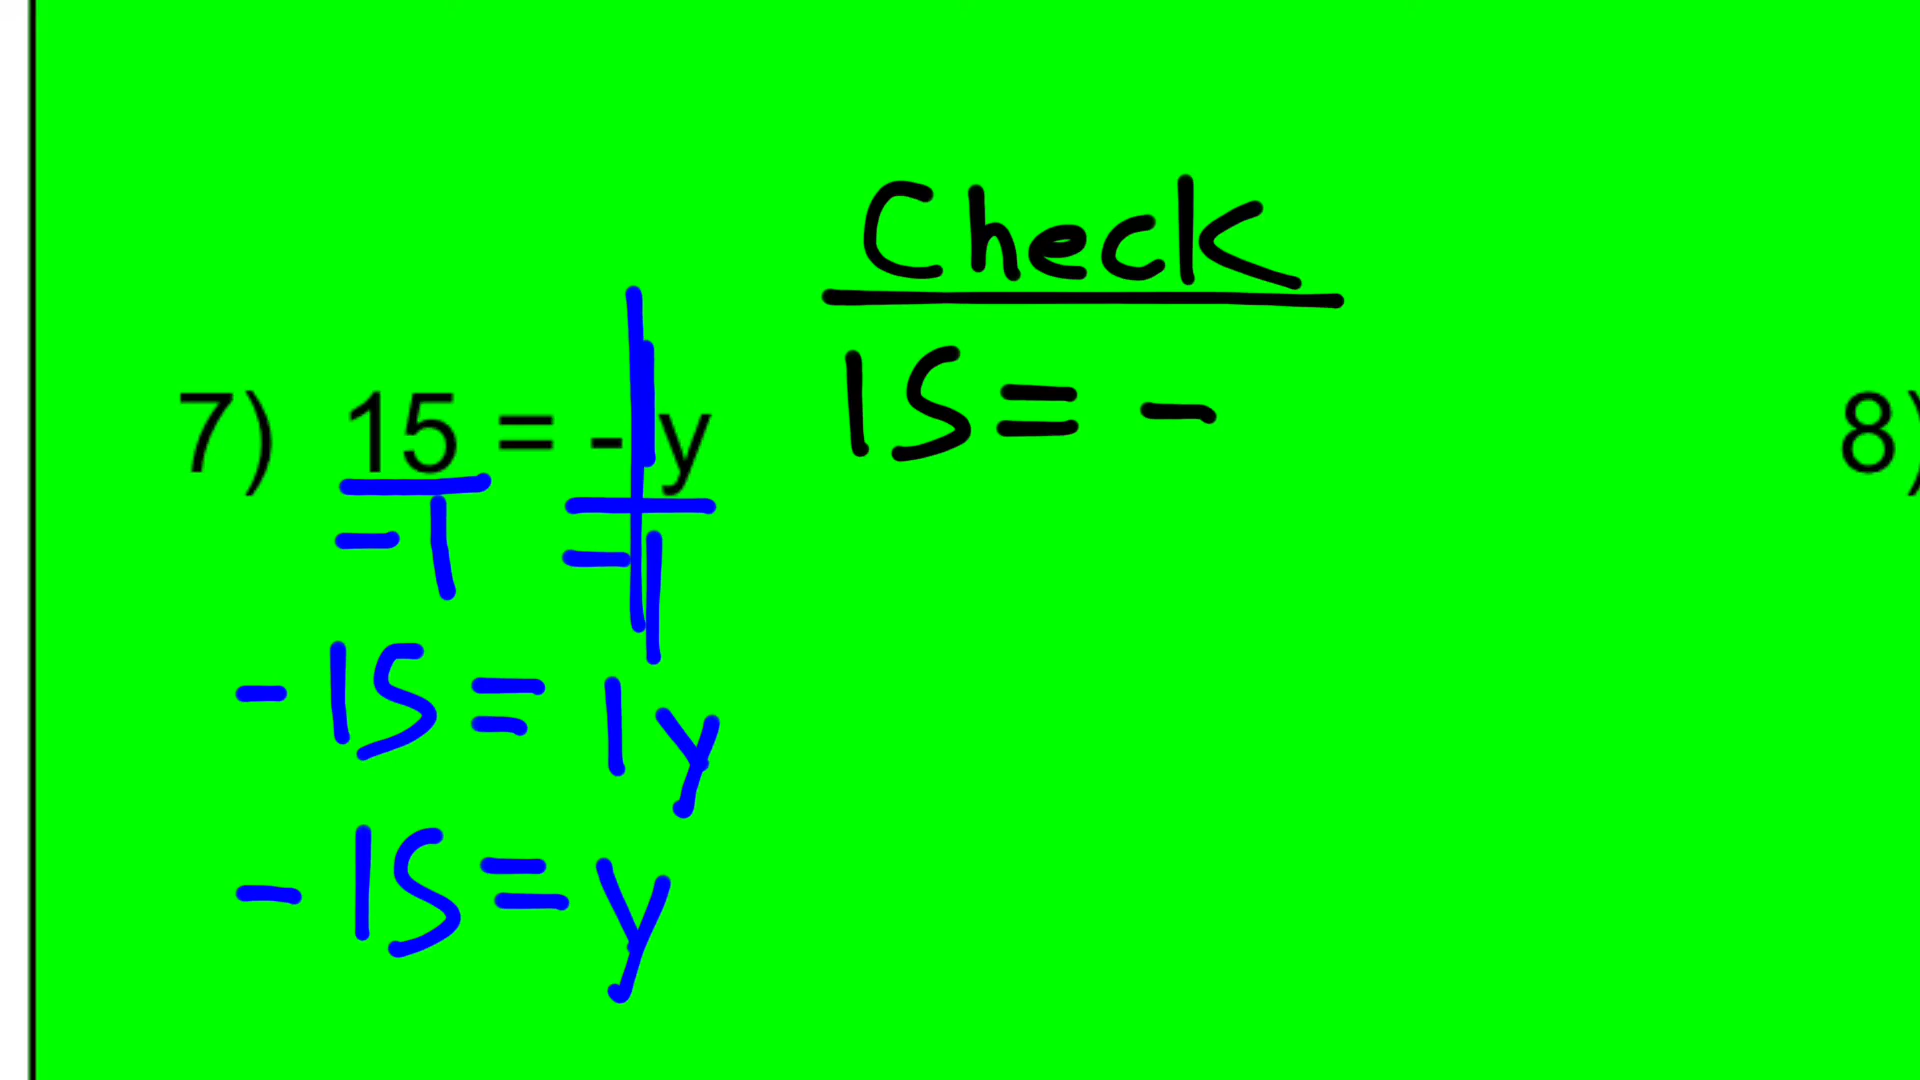 Check
7) 15 = -1y
-1 -1
15 = -
8)
-15 = 1y
-15 = y